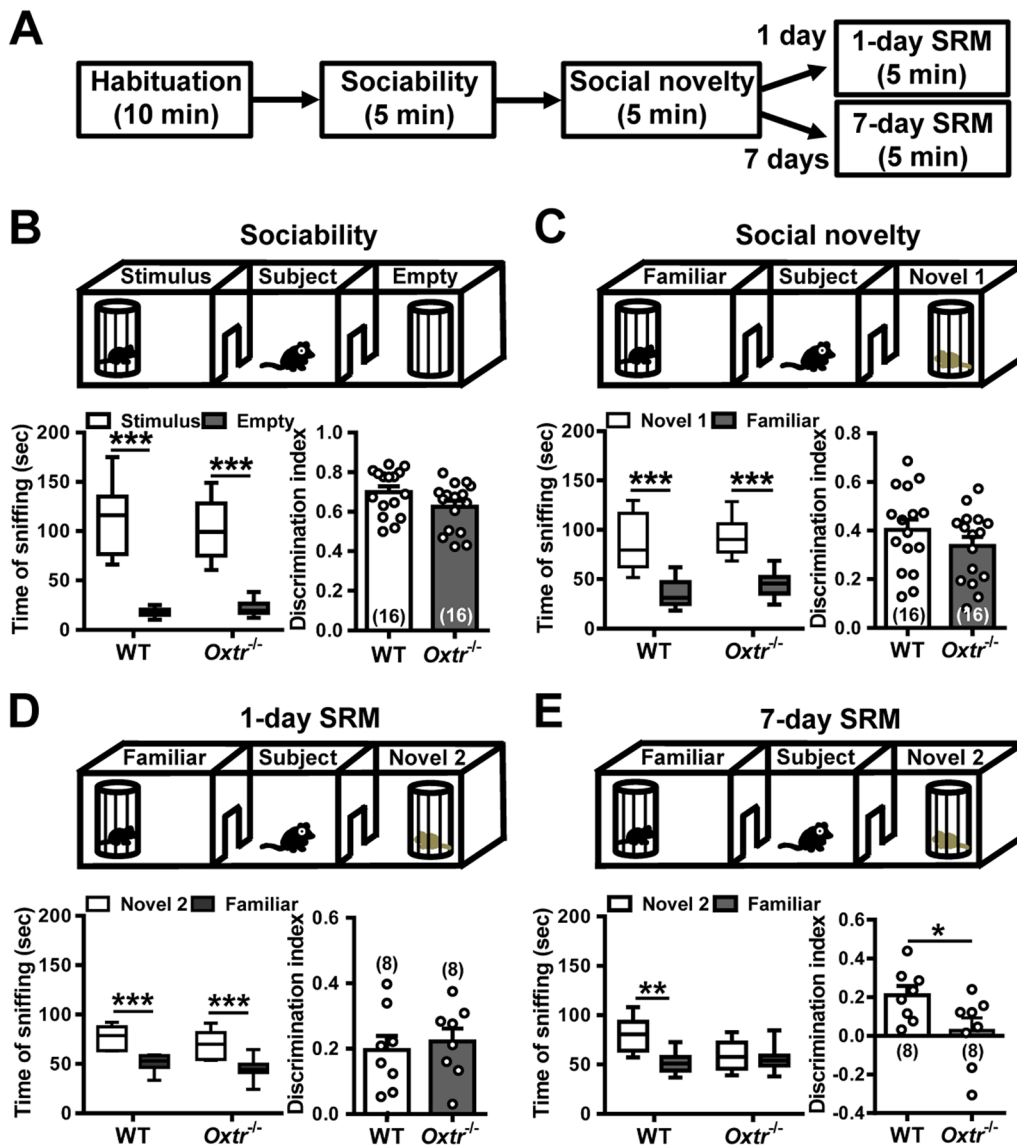 A
Habituation
(10 min)
Sociability
(5 min)
Social novelty
(5 min)
1 day
1-day SRM
(5 min)
7 days
7-day SRM
(5 min)
B
Sociability
Stimulus Subject Empty
Stimulus Empty
Time of sniffing (sec)
200
150
100
50
0
*** ***
WT Oxtr-/-
Discrimination index
1.0
0.8
0.6
0.4
0.2
0.0
(16) (16)
WT Oxtr-/-
C
Social novelty
Familiar Subject Novel 1
Novel 1 Familiar
Time of sniffing (sec)
200
150
100
50
0
*** ***
WT Oxtr-/-
Discrimination index
0.8
0.6
0.4
0.2
0.0
(16) (16)
WT Oxtr-/-
D
1-day SRM
Familiar Subject Novel 2
Novel 2 Familiar
Time of sniffing (sec)
200
150
100
50
0
*** ***
WT Oxtr-/-
Discrimination index
0.6
0.4
0.2
0.0
(8) (8)
WT Oxtr-/-
E
7-day SRM
Familiar Subject Novel 2
Novel 2 Familiar
Time of sniffing (sec)
200
150
100
50
0
**
WT Oxtr-/-
Discrimination index
0.6
0.4
0.2
0.0
-0.2
-0.4
*
(8) (8)
WT Oxtr-/-